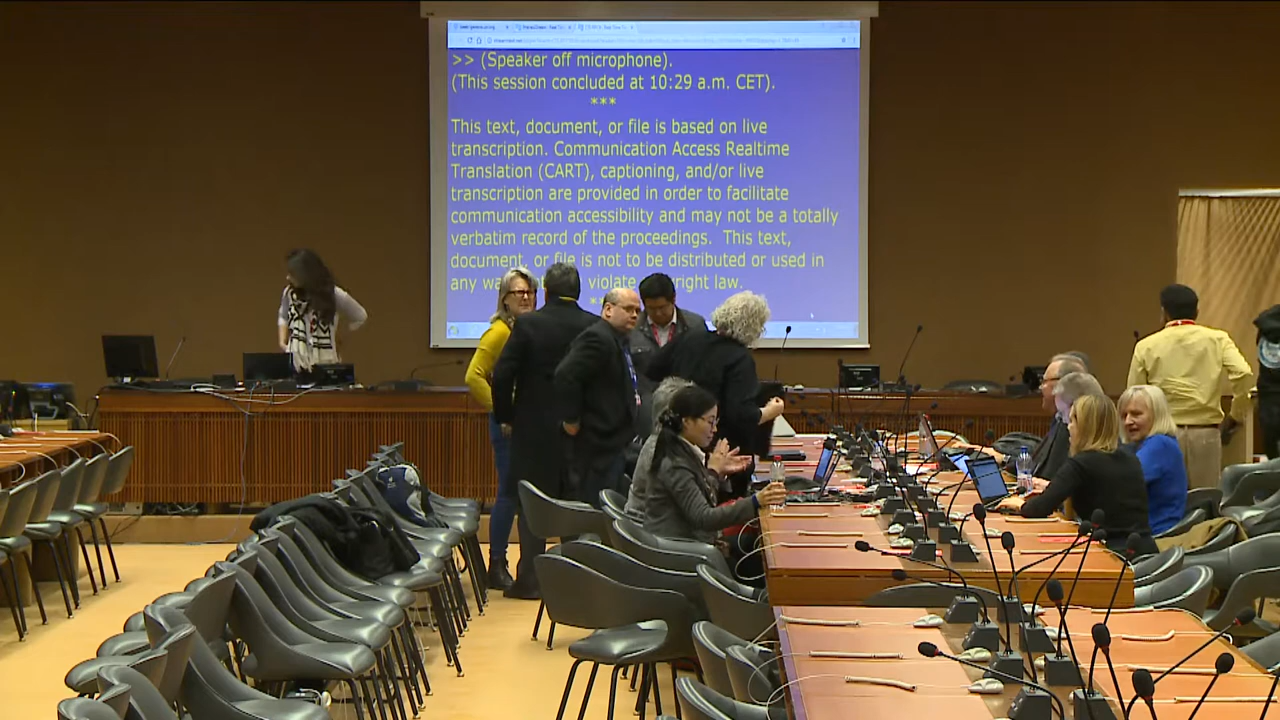 >> (Speaker off microphone).
(This session concluded at 10:29 a.m. CET).
***
This text, document, or file is based on live
transcription. Communication Access Realtime
Translation (CART), captioning, and/or live
transcription are provided in order to facilitate
communication accessibility and may not be a totally
verbatim record of the proceedings. This text,
document, or file is not to be distributed or used in
any violate law.